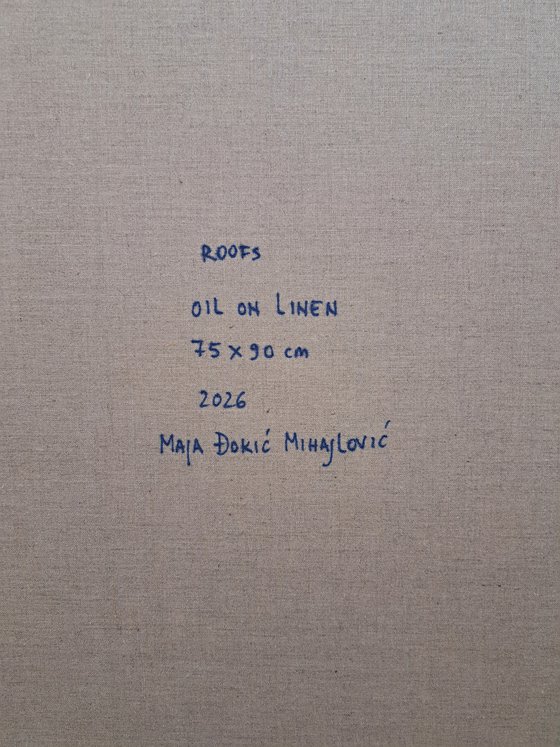 ROOFS
OIL ON LINEN
75 x 90 cm
2026
MAJA ĐOKIĆ MIHAJLOVIĆ